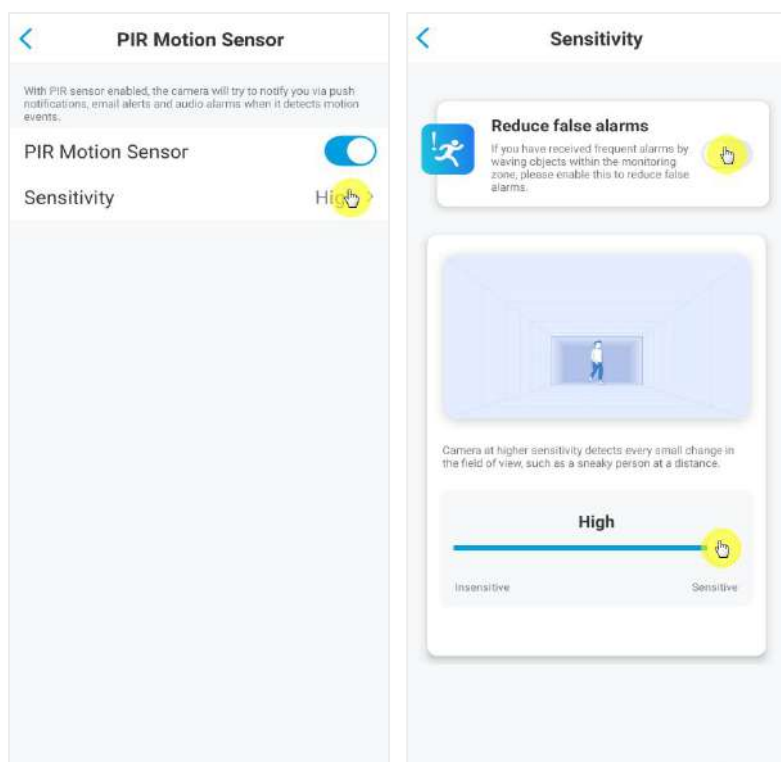 PIR Motion Sensor
With PIR sensor enabled, the camera will try to notify you via push
notifications, email alerts and audio alarms when it detects motion
events.
PIR Motion Sensor
Sensitivity
High
Sensitivity
Reduce false alarms
If you have received frequent alarms by
waving objects within the monitoring
zone, please enable this to reduce false
alarms.
Camera at higher sensitivity detects every small change in
the field of view, such as a sneaky person at a distance.
High
Insensitive
Sensitive